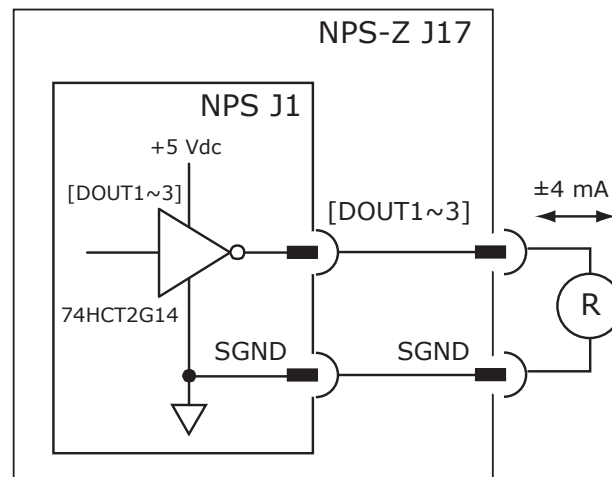 NPS-Z J17
NPS J1
+5 Vdc
[DOUT1~3]
[DOUT1~3]
±4 mA
74HCT2G14
R
SGND
SGND